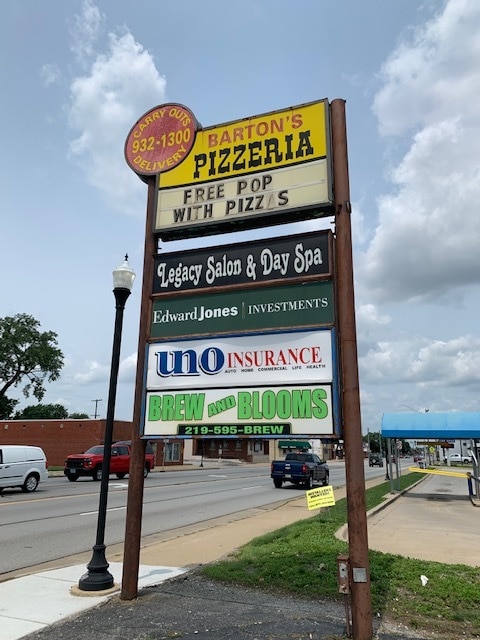 CARRY OUTS
932-1300
DELIVERY
BARTON'S
PIZZERIA
FREE POP
WITH PIZZAS
Legacy Salon & Day Spa
Edward Jones | INVESTMENTS
UNO INSURANCE
AUTO HOME COMMERCIAL LIFE HEALTH
BREW AND BLOOMS
219-595-BREW